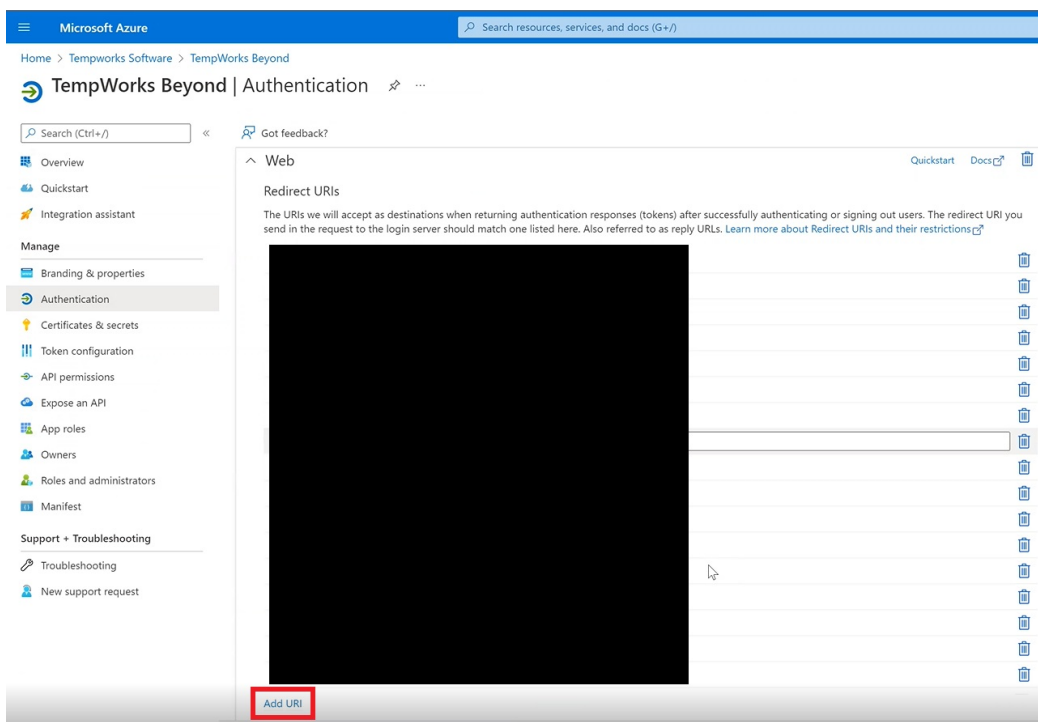 Microsoft Azure
Search resources, services, and docs (G+/)
Home > Tempworks Software > TempWorks Beyond
TempWorks Beyond | Authentication ...
Search (Ctrl+/)
«
Got feedback?
Overview
Quickstart
Integration assistant
Manage
Branding & properties
Authentication
Certificates & secrets
Token configuration
API permissions
Expose an API
App roles
Owners
Roles and administrators
Manifest
Support + Troubleshooting
Troubleshooting
New support request
Web
Quickstart Docs
Redirect URIs
The URIs we will accept as destinations when returning authentication responses (tokens) after successfully authenticating or signing out users. The redirect URI you
send in the request to the login server should match one listed here. Also referred to as reply URLs. Learn more about Redirect URIs and their restrictions
Add URI